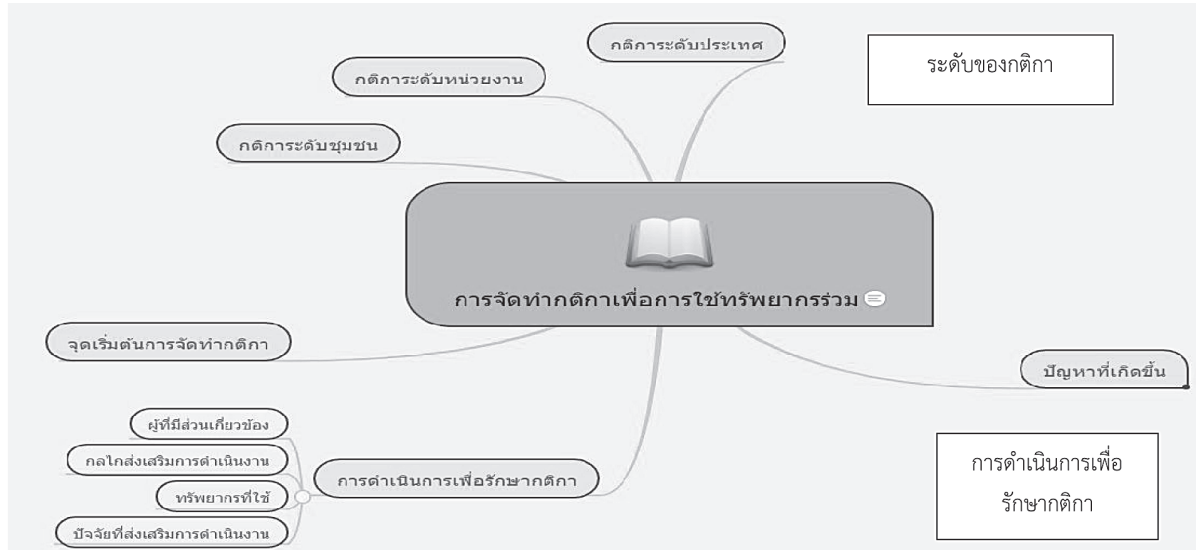 กติการะดับประเทศ
ระดับของกติกา
กติการะดับหน่วยงาน
กติการะดับชุมชน
การจัดทำกติกาเพื่อการใช้ทรัพยากรร่วม
จุดเริ่มต้นการจัดทำกติกา
ปัญหาที่เกิดขึ้น
ผู้ที่มีส่วนเกี่ยวข้อง
กลไกส่งเสริมการดำเนินงาน
การดำเนินการเพื่อรักษากติกา
ทรัพยากรที่ใช้
ปัจจัยที่ส่งเสริมการดำเนินงาน
การดำเนินการเพื่อ
รักษากติกา